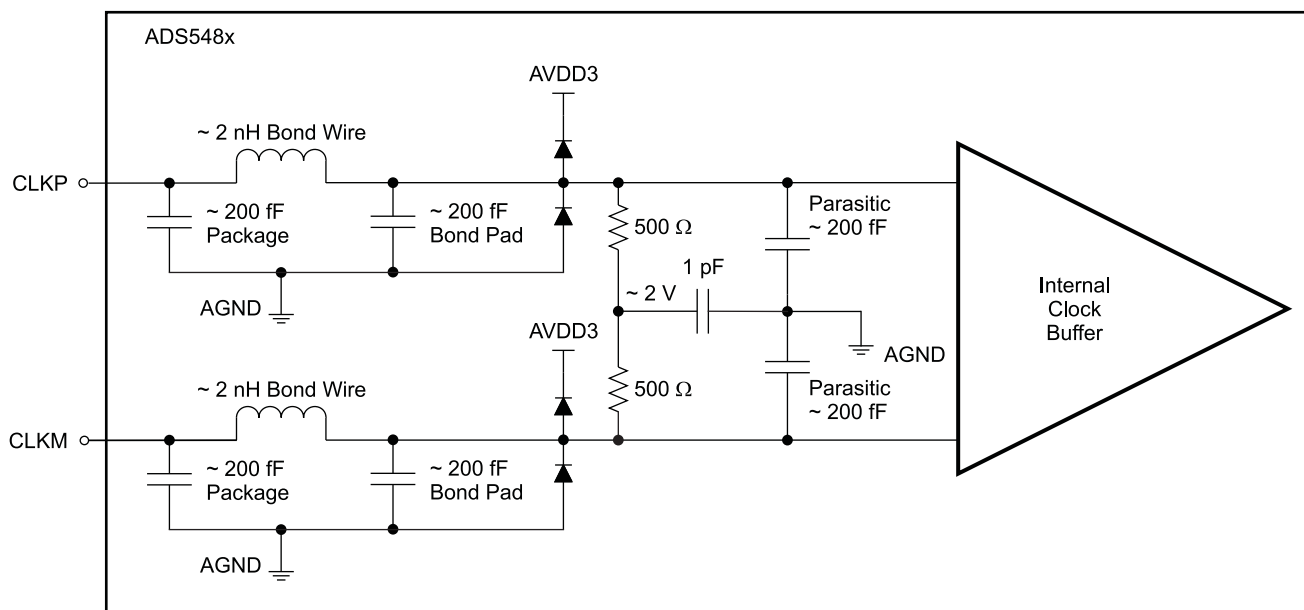 ADS548x
AVDD3
~ 2 nH Bond Wire
CLKP
~ 200 fF
Package
~ 200 fF
Bond Pad
500 Ω
Parasitic
~ 200 fF
1 pF
~ 2 V
AGND
Internal
Clock
Buffer
AGND
AVDD3
~ 2 nH Bond Wire
500 Ω
Parasitic
~ 200 fF
CLKM
~ 200 fF
Package
~ 200 fF
Bond Pad
AGND